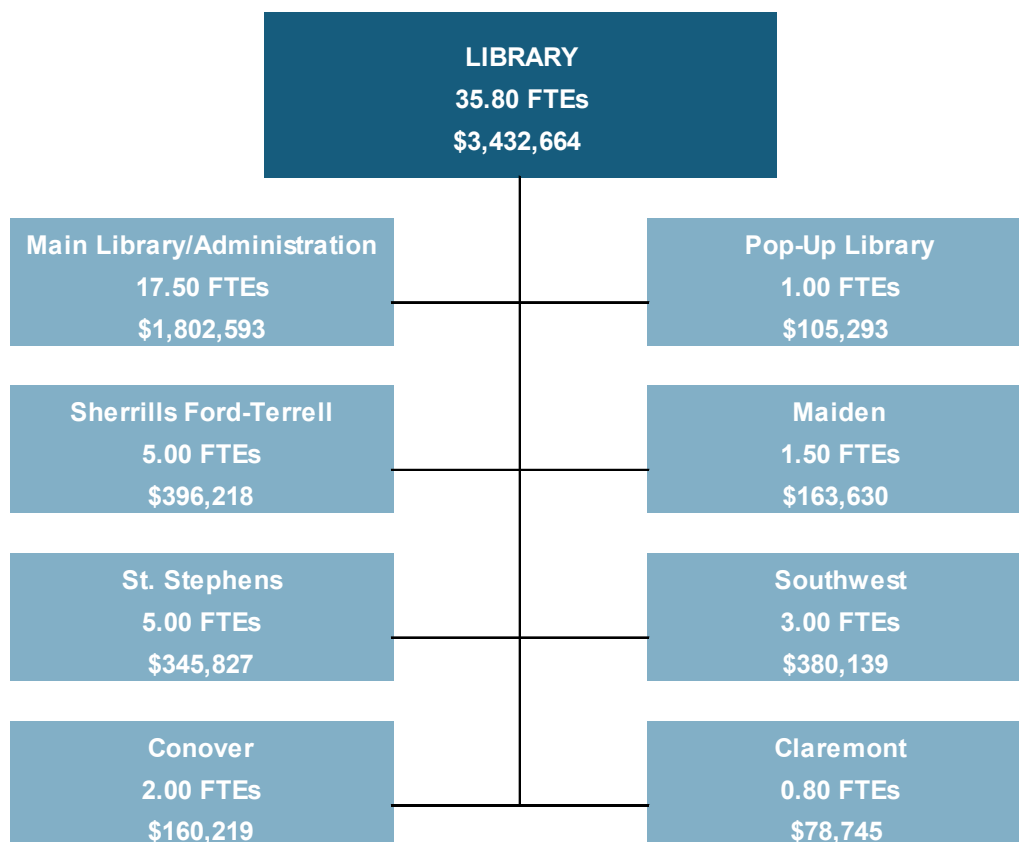 LIBRARY
35.80 FTEs
$3,432,664
Main Library/Administration
17.50 FTEs
$1,802,593
Pop-Up Library
1.00 FTEs
$105,293
Sherrills Ford-Terrell
5.00 FTEs
$396,218
Maiden
1.50 FTEs
$163,630
St. Stephens
5.00 FTEs
$345,827
Southwest
3.00 FTEs
$380,139
Conover
2.00 FTEs
$160,219
Claremont
0.80 FTEs
$78,745